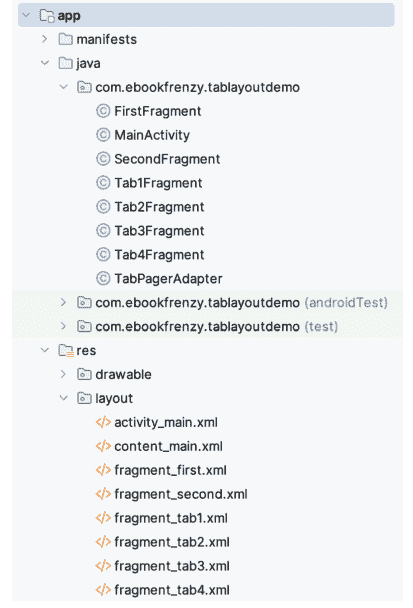 app
manifests
java
com.ebookfrenzy.tablayoutdemo
FirstFragment
MainActivity
SecondFragment
Tab1Fragment
Tab2Fragment
Tab3Fragment
Tab4Fragment
TabPagerAdapter
com.ebookfrenzy.tablayoutdemo (androidTest)
com.ebookfrenzy.tablayoutdemo (test)
res
drawable
layout
activity_main.xml
content_main.xml
fragment_first.xml
fragment_second.xml
fragment_tab1.xml
fragment_tab2.xml
fragment_tab3.xml
fragment_tab4.xml